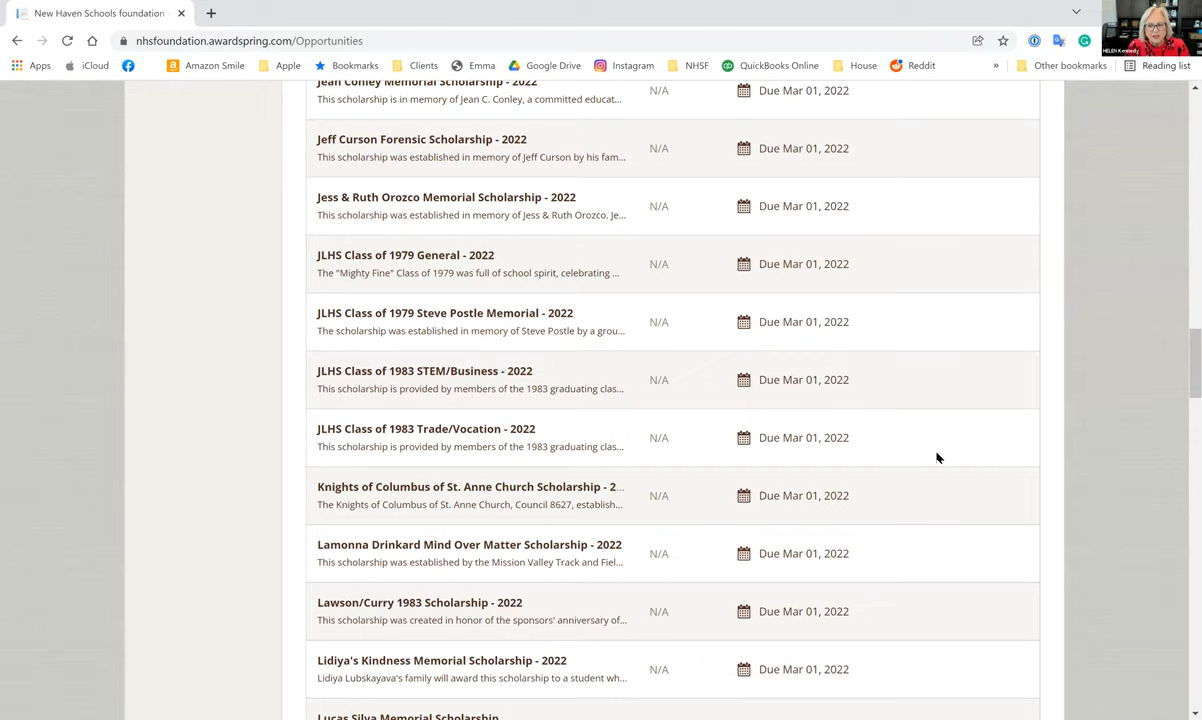 New Haven Schools foundation
nhsfoundation.awardspring.com/Opportunities
HELEN Kennedy
Apps iCloud Amazon Smile Apple Bookmarks Clients Emma Google Drive Instagram NHSF QuickBooks Online House Reddit » Other bookmarks Reading list
Jean Conley Memorial Scholarship - 2022
This scholarship is in memory of Jean C. Conley, a committed educat...
N/A Due Mar 01, 2022
Jeff Curson Forensic Scholarship - 2022
This scholarship was established in memory of Jeff Curson by his fam...
N/A Due Mar 01, 2022
Jess & Ruth Orozco Memorial Scholarship - 2022
This scholarship was established in memory of Jess & Ruth Orozco. Je...
N/A Due Mar 01, 2022
JLHS Class of 1979 General - 2022
The "Mighty Fine" Class of 1979 was full of school spirit, celebrating ...
N/A Due Mar 01, 2022
JLHS Class of 1979 Steve Postle Memorial - 2022
The scholarship was established in memory of Steve Postle by a grou...
N/A Due Mar 01, 2022
JLHS Class of 1983 STEM/Business - 2022
This scholarship is provided by members of the 1983 graduating clas...
N/A Due Mar 01, 2022
JLHS Class of 1983 Trade/Vocation - 2022
This scholarship is provided by members of the 1983 graduating clas...
N/A Due Mar 01, 2022
Knights of Columbus of St. Anne Church Scholarship - 2...
The Knights of Columbus of St. Anne Church, Council 8627, establish...
N/A Due Mar 01, 2022
Lamonna Drinkard Mind Over Matter Scholarship - 2022
This scholarship was established by the Mission Valley Track and Fiel...
N/A Due Mar 01, 2022
Lawson/Curry 1983 Scholarship - 2022
This scholarship was created in honor of the sponsors' anniversary of...
N/A Due Mar 01, 2022
Lidiya's Kindness Memorial Scholarship - 2022
Lidiya Lubskayava's family will award this scholarship to a student wh...
N/A Due Mar 01, 2022
Lucas Silva Memorial Scholarship